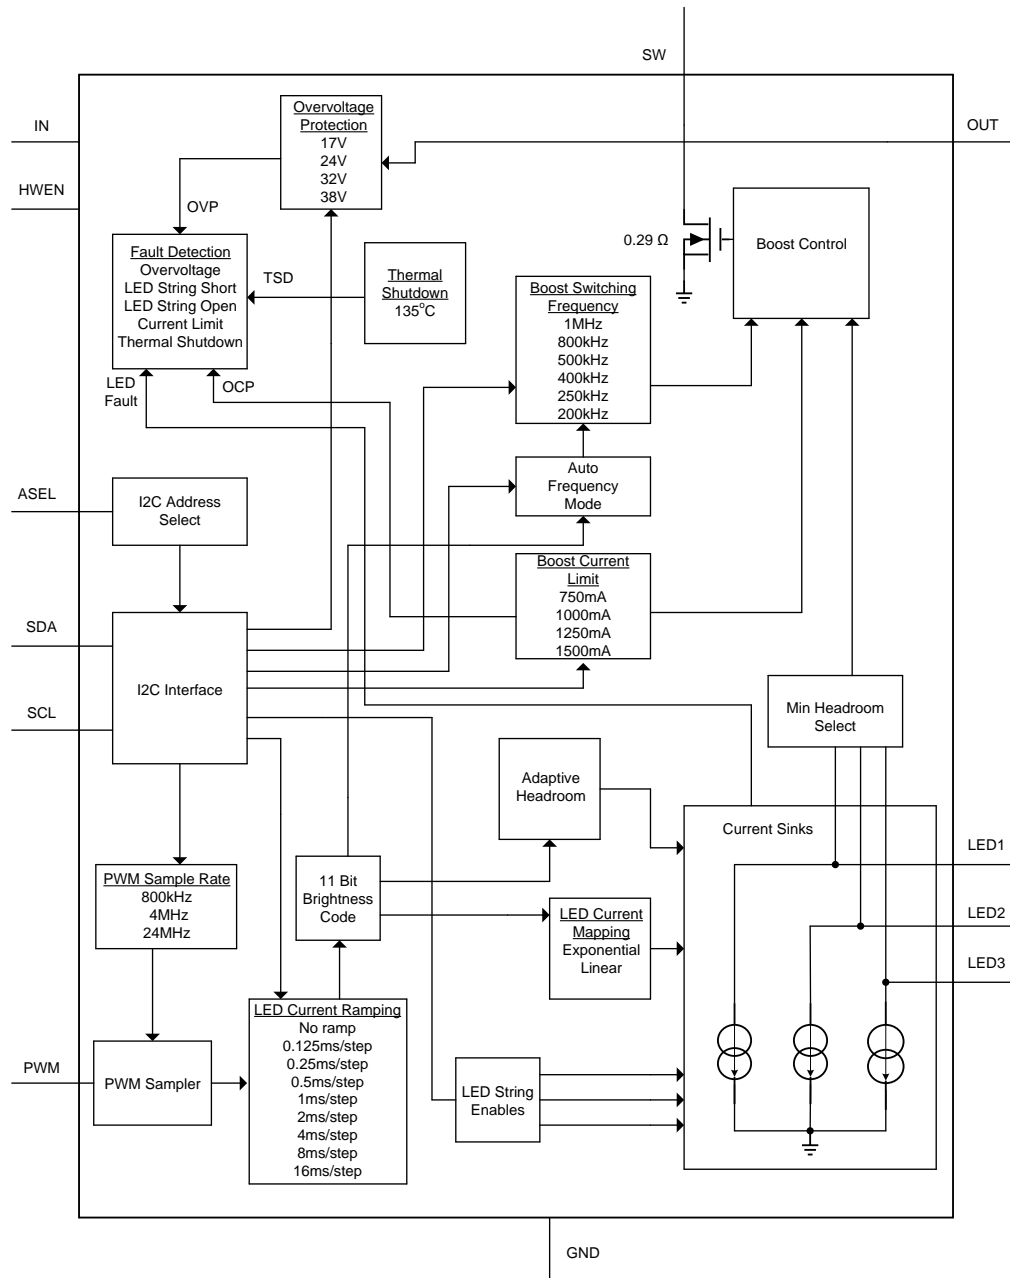 SW
IN
OUT
HWEN
Overvoltage
Protection
17V
24V
32V
38V
OVP
Fault Detection
Overvoltage
LED String Short
LED String Open
Current Limit
Thermal Shutdown
TSD
Thermal
Shutdown
135°C
0.29 Ω
Boost Control
Boost Switching
Frequency
1MHz
800kHz
500kHz
400kHz
250kHz
200kHz
LED
Fault
OCP
Auto
Frequency
Mode
ASEL
I2C Address
Select
Boost Current
Limit
750mA
1000mA
1250mA
1500mA
SDA
I2C Interface
SCL
Min Headroom
Select
Adaptive
Headroom
Current Sinks
LED1
LED2
LED3
PWM Sample Rate
800kHz
4MHz
24MHz
11 Bit
Brightness
Code
LED Current
Mapping
Exponential
Linear
LED Current Ramping
No ramp
0.125ms/step
0.25ms/step
0.5ms/step
1ms/step
2ms/step
4ms/step
8ms/step
16ms/step
PWM
PWM Sampler
LED String
Enables
GND